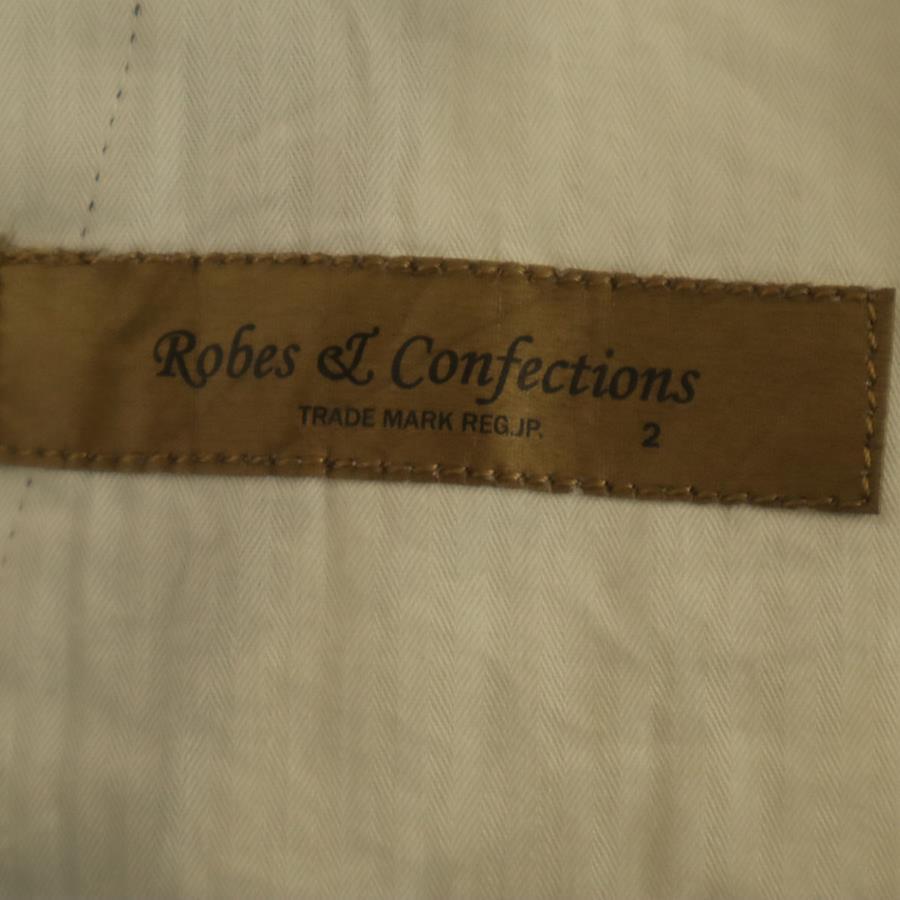 Robes & Confections
TRADE MARK REG.JP. 2